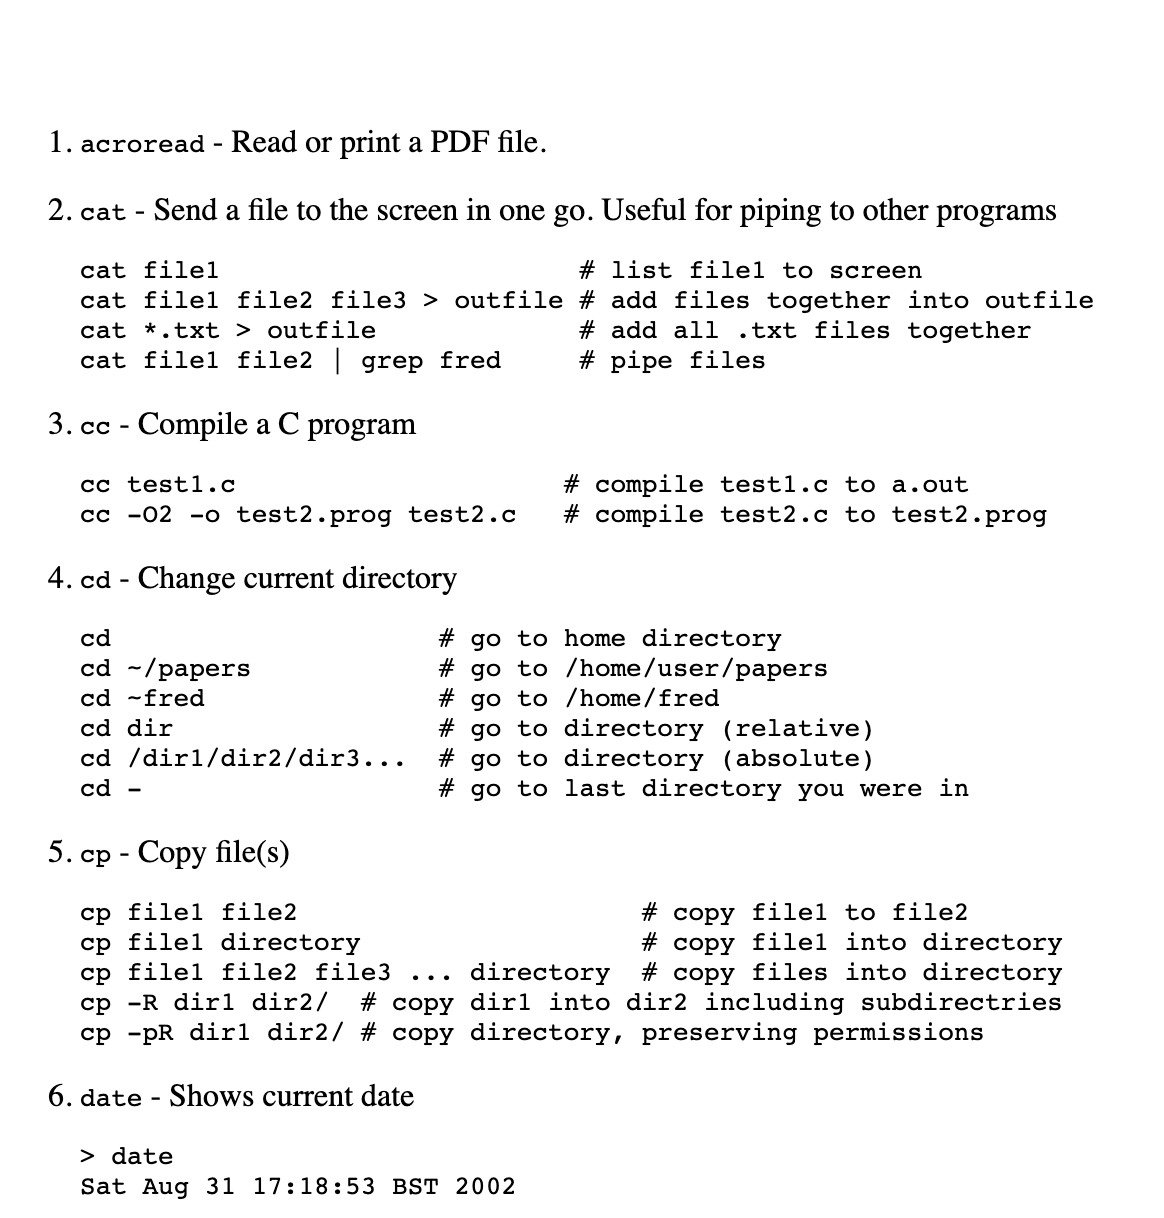 1. acroread - Read or print a PDF file.
2. cat - Send a file to the screen in one go. Useful for piping to other programs
cat file1                       # list file1 to screen
cat file1 file2 file3 > outfile # add files together into outfile
cat *.txt > outfile             # add all .txt files together
cat file1 file2 | grep fred     # pipe files
3. cc - Compile a C program
cc test1.c                     # compile test1.c to a.out
cc -O2 -o test2.prog test2.c   # compile test2.c to test2.prog
4. cd - Change current directory
cd                     # go to home directory
cd ~/papers            # go to /home/user/papers
cd ~fred               # go to /home/fred
cd dir                 # go to directory (relative)
cd /dir1/dir2/dir3...  # go to directory (absolute)
cd -                   # go to last directory you were in
5. cp - Copy file(s)
cp file1 file2                      # copy file1 to file2
cp file1 directory                  # copy file1 into directory
cp file1 file2 file3 ... directory  # copy files into directory
cp -R dir1 dir2/  # copy dir1 into dir2 including subdirectries
cp -pR dir1 dir2/ # copy directory, preserving permissions
6. date - Shows current date
> date
Sat Aug 31 17:18:53 BST 2002